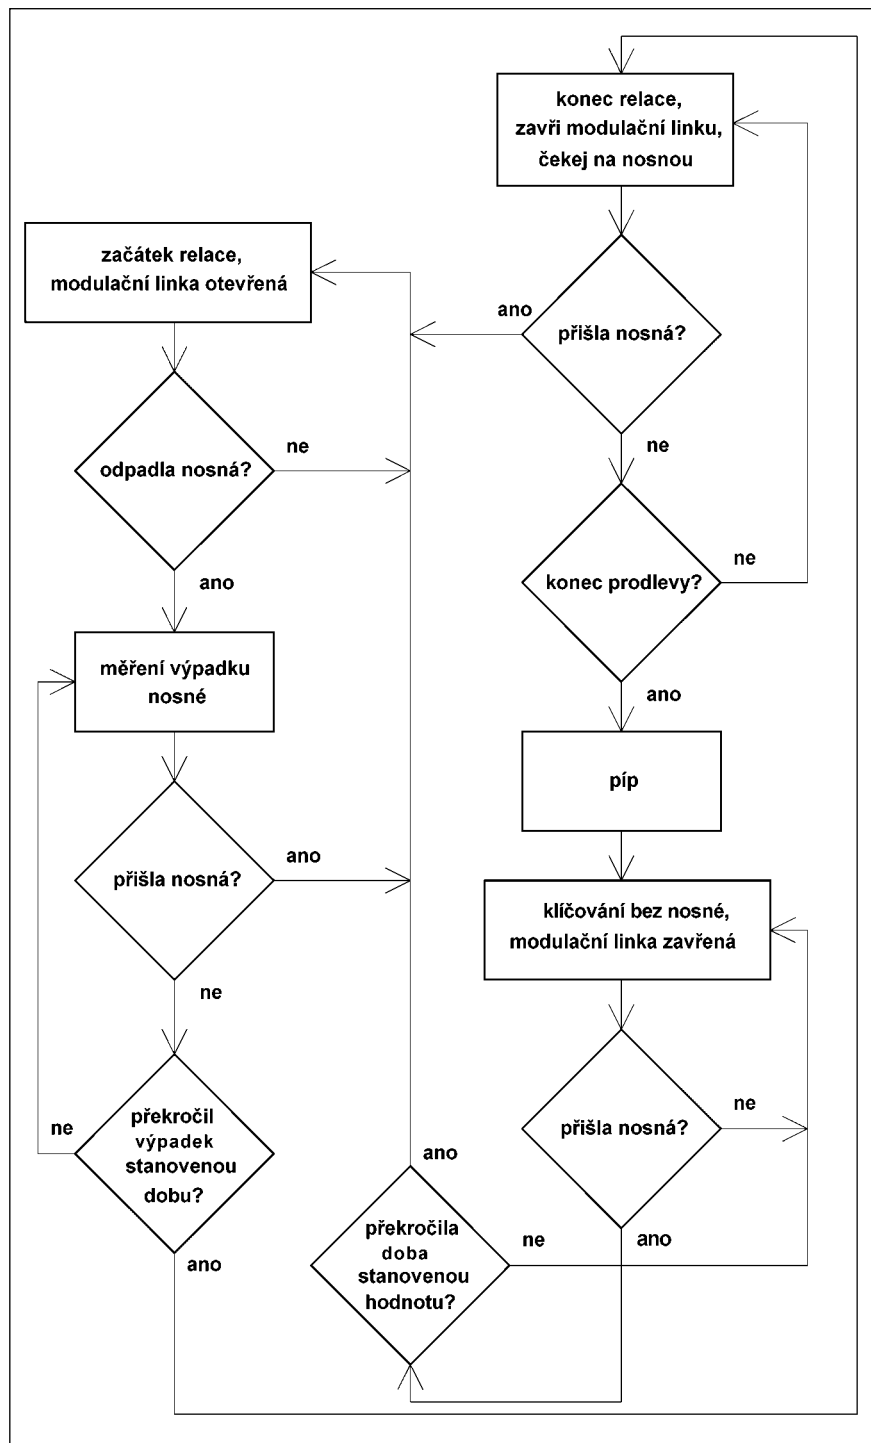 konec relace,
zavři modulační linku,
čekej na nosnou
začátek relace,
modulační linka otevřená
ano
přišla nosná?
odpadla nosná?
ne
ne
konec prodlevy?
ne
ano
měření výpadku
nosné
ano
píp
přišla nosná?
ano
klíčování bez nosné,
modulační linka zavřená
ne
přišla nosná?
ne
překročil
výpadek
stanovenou
dobu?
ne
ano
ano
překročila
doba
stanovenou
hodnotu?
ne
ano